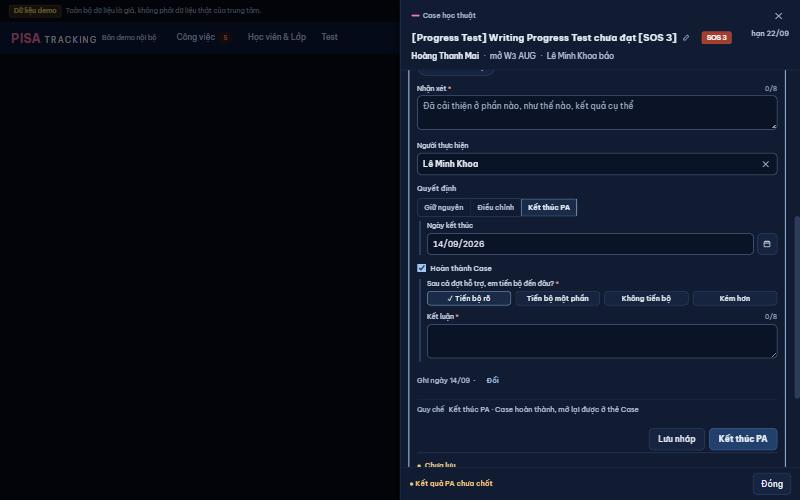 Dữ liệu demo Toàn bộ dữ liệu là giả, không phải dữ liệu thật của trung tâm.
PISA TRACKING Bản demo nội bộ Công việc 5 Học viên & Lớp Test
Case học thuật
[Progress Test] Writing Progress Test chưa đạt [SOS 3] SOS 3 hạn 22/09
Hoàng Thanh Mai · mở W3 AUG · Lê Minh Khoa báo
Nhận xét * 0/8
Đã cải thiện ở phần nào, như thế nào, kết quả cụ thể
Người thực hiện
Lê Minh Khoa
Quyết định
Giữ nguyên Điều chỉnh Kết thúc PA
Ngày kết thúc
14/09/2026
Hoàn thành Case
Sau cả đợt hỗ trợ, em tiến bộ đến đâu? *
✓ Tiến bộ rõ Tiến bộ một phần Không tiến bộ Kém hơn
Kết luận * 0/8
Ghi ngày 14/09 · Đổi
Quy chế Kết thúc PA · Case hoàn thành, mở lại được ở thẻ Case
Lưu nháp Kết thúc PA
Chưa lưu
Kết quả PA chưa chốt Đóng